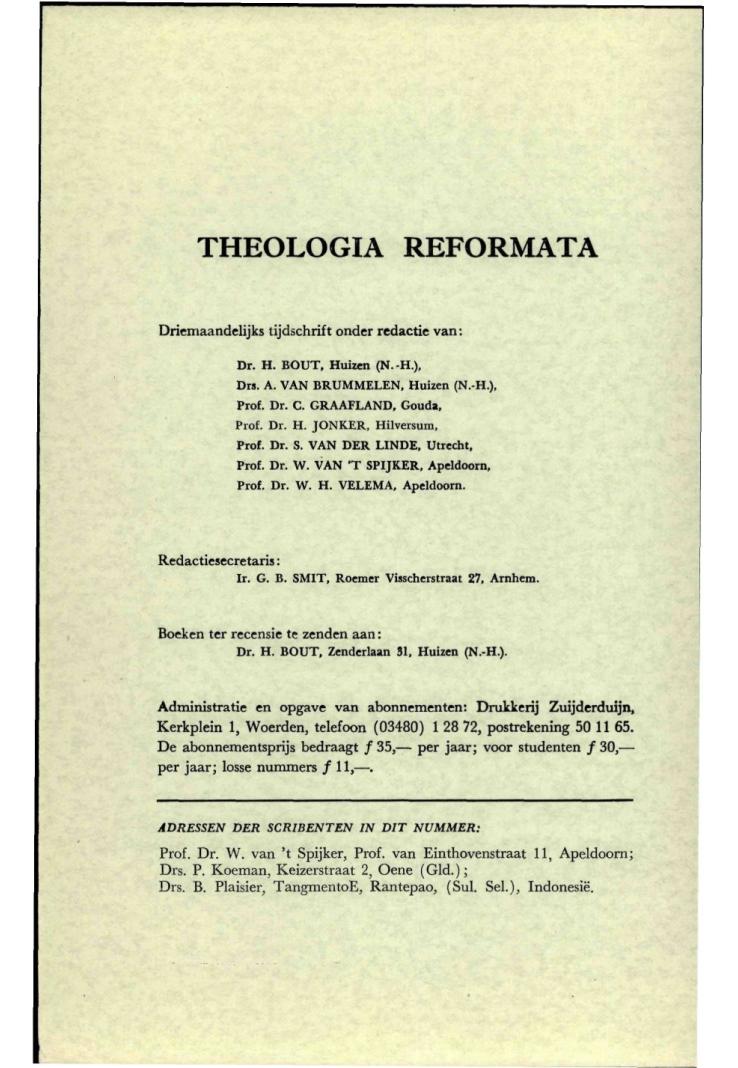 THEOLOGIA REFORMATA
Driemaandelijks tijdschrift onder redactie van:
Dr. H. BOUT, Huizen (N.-H.),
Drs. A. VAN BRUMMELEN, Huizen (N.-H.),
Prof. Dr. C. GRAAFLAND, Gouda,
Prof. Dr. H. JONKER, Hilversum,
Prof. Dr. S. VAN DER LINDE, Utrecht,
Prof. Dr. W. VAN 'T SPIJKER, Apeldoorn,
Prof. Dr. W. H. VELEMA, Apeldoorn.
Redactiesecretaris:
Ir. G. B. SMIT, Roemer Visscherstraat 27, Arnhem.
Boeken ter recensie te zenden aan:
Dr. H. BOUT, Zenderlaan 31, Huizen (N.-H.).
Administratie en opgave van abonnementen: Drukkerij Zuijderduijn,
Kerkplein 1, Woerden, telefoon (03480) 1 28 72, postrekening 50 11 65.
De abonnementsprijs bedraagt ƒ 35,— per jaar; voor studenten ƒ 30,—
per jaar; losse nummers ƒ 11,—.
ADRESSEN DER SCRIBENTEN IN DIT NUMMER:
Prof. Dr. W. van 't Spijker, Prof. van Einthovenstraat 11, Apeldoorn;
Drs. P. Koeman, Keizerstraat 2, Oene (Gld.);
Drs. B. Plaisier, TangmentoE, Rantepao, (Sul. Sel.), Indonesië.